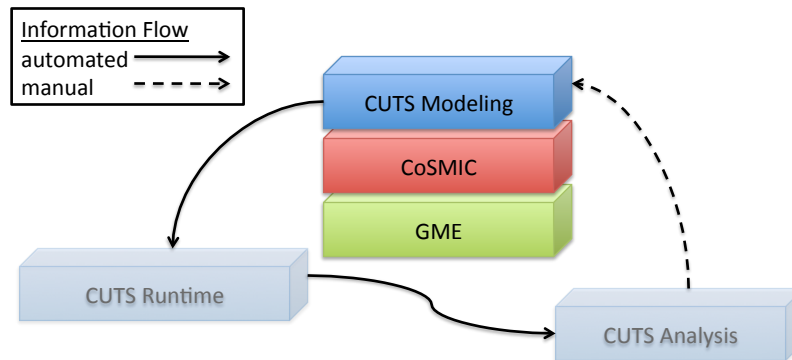 Information Flow
automated
manual
CUTS Modeling
CoSMIC
GME
CUTS Runtime
CUTS Analysis